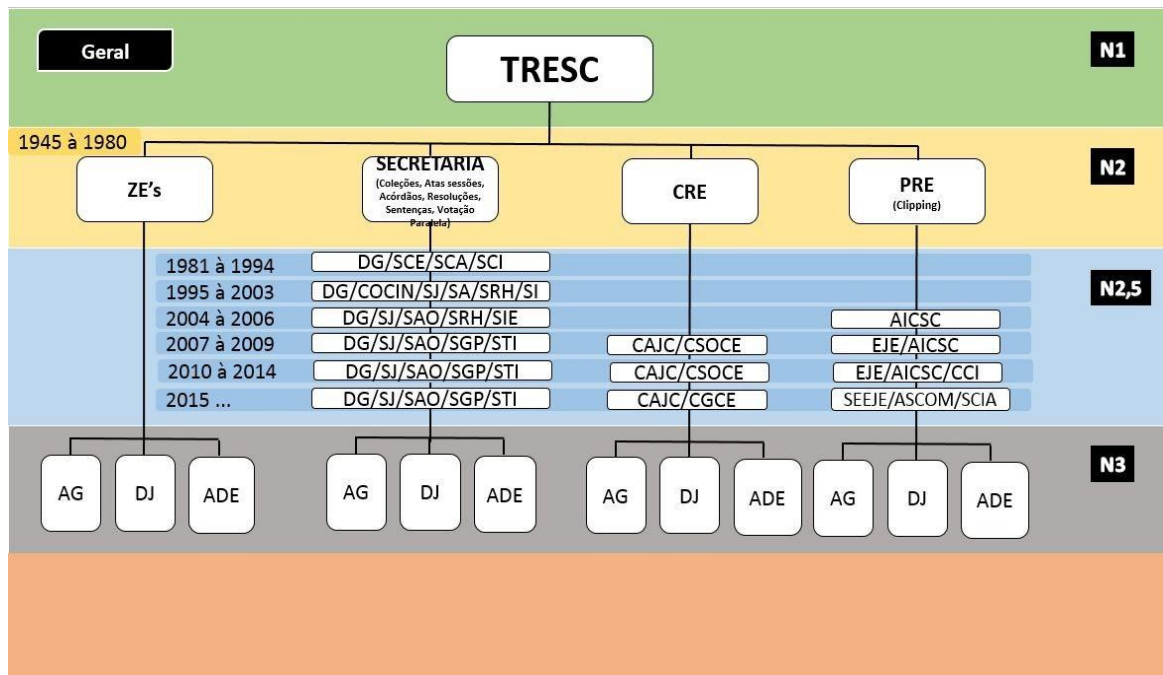 Geral
TRESC
N1
1945 à 1980
ZE's
SECRETARIA
(Coleções, Atas sessões,
Acórdãos, Resoluções,
Sentenças, Votação
Paralela)
CRE
PRE
(Clipping)
N2
1981 à 1994
DG/SCE/SCA/SCI
N2,5
1995 à 2003
DG/COCIN/SJ/SA/SRH/SI
2004 à 2006
DG/SJ/SAO/SRH/SIE
AICSC
2007 à 2009
DG/SJ/SAO/SGP/STI
CAJC/CSOCE
EJE/AICSC
2010 à 2014
DG/SJ/SAO/SGP/STI
CAJC/CSOCE
EJE/AICSC/CCI
2015 ...
DG/SJ/SAO/SGP/STI
CAJC/CGCE
SEEJE/ASCOM/SCIA
N3
AG
DJ
ADE
AG
DJ
ADE
AG
DJ
ADE
AG
DJ
ADE